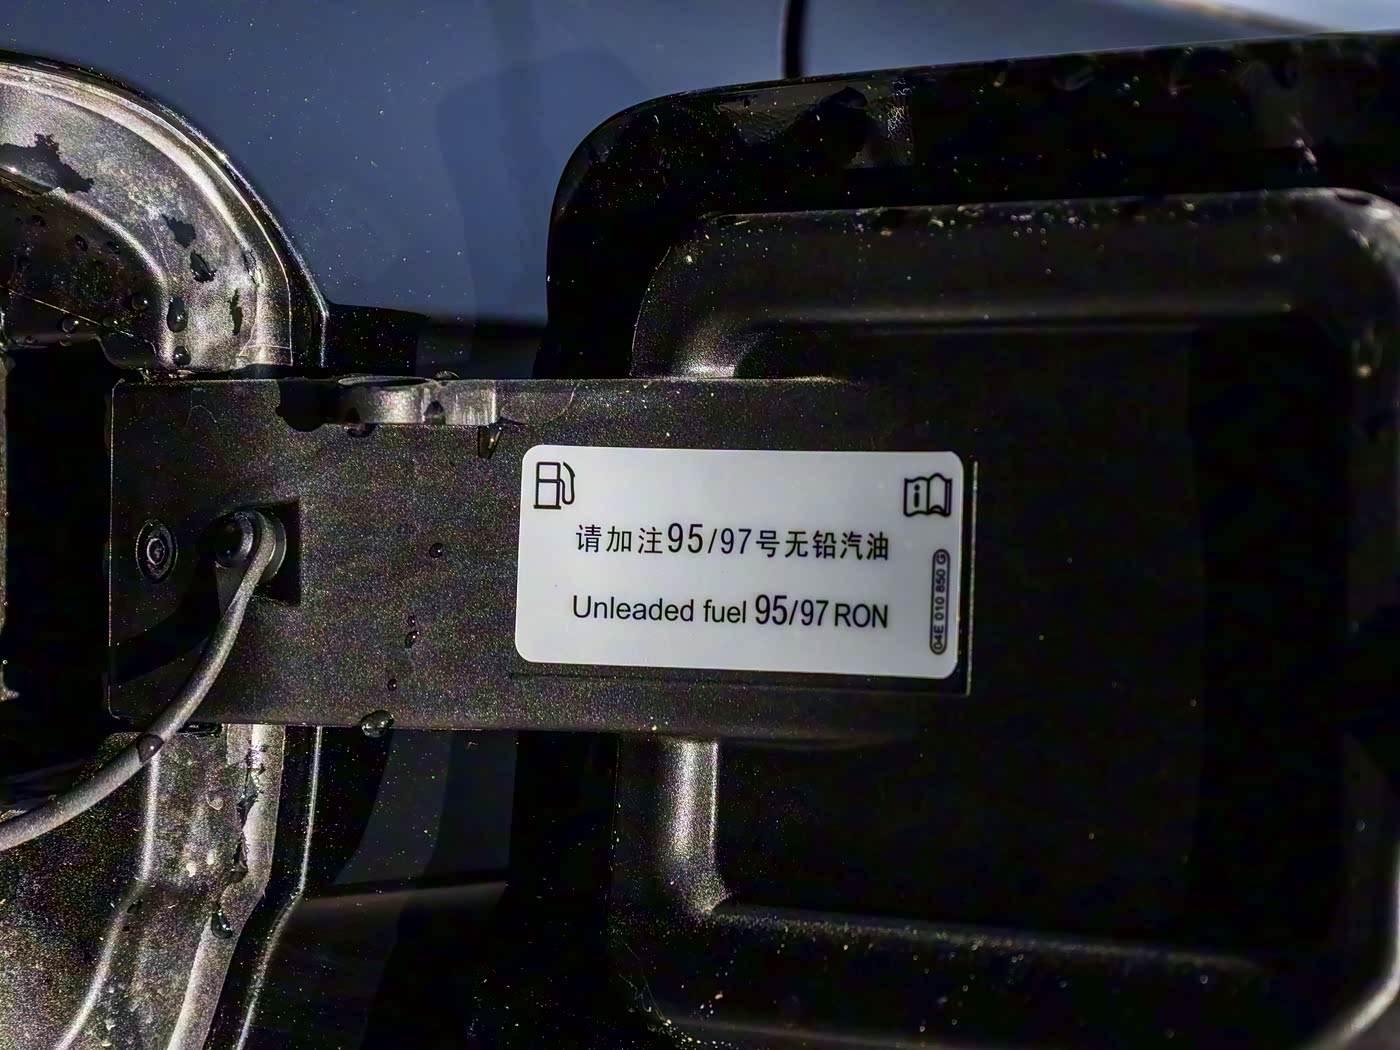 请加注95/97号无铅汽油
Unleaded fuel 95/97 RON
04E 010 850 G